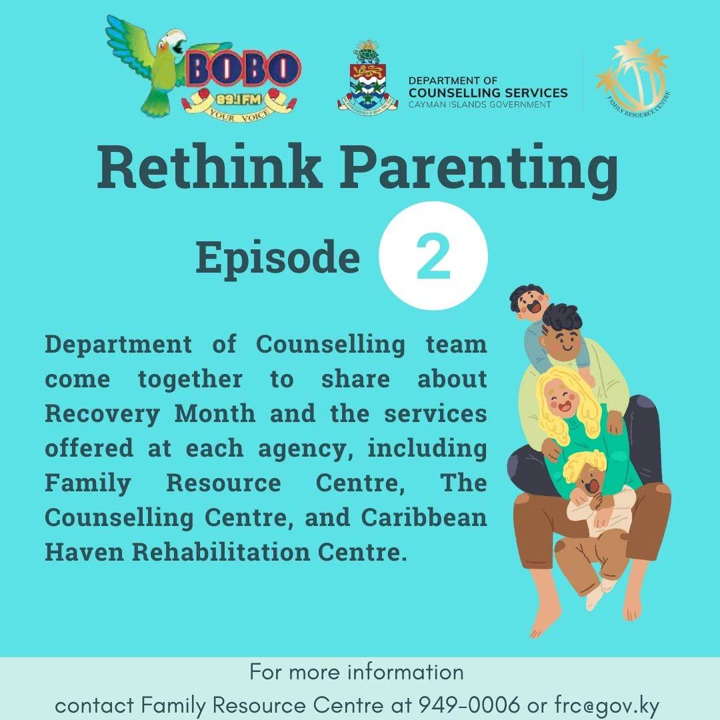 BOBO
89.1FM
YOUR VOICE
DEPARTMENT OF
COUNSELLING SERVICES
CAYMAN ISLANDS GOVERNMENT
FAMILY RESOURCE CENTRE
Rethink Parenting
Episode 2
Department of Counselling team
come together to share about
Recovery Month and the services
offered at each agency, including
Family Resource Centre, The
Counselling Centre, and Caribbean
Haven Rehabilitation Centre.
For more information
contact Family Resource Centre at 949-0006 or frc@gov.ky